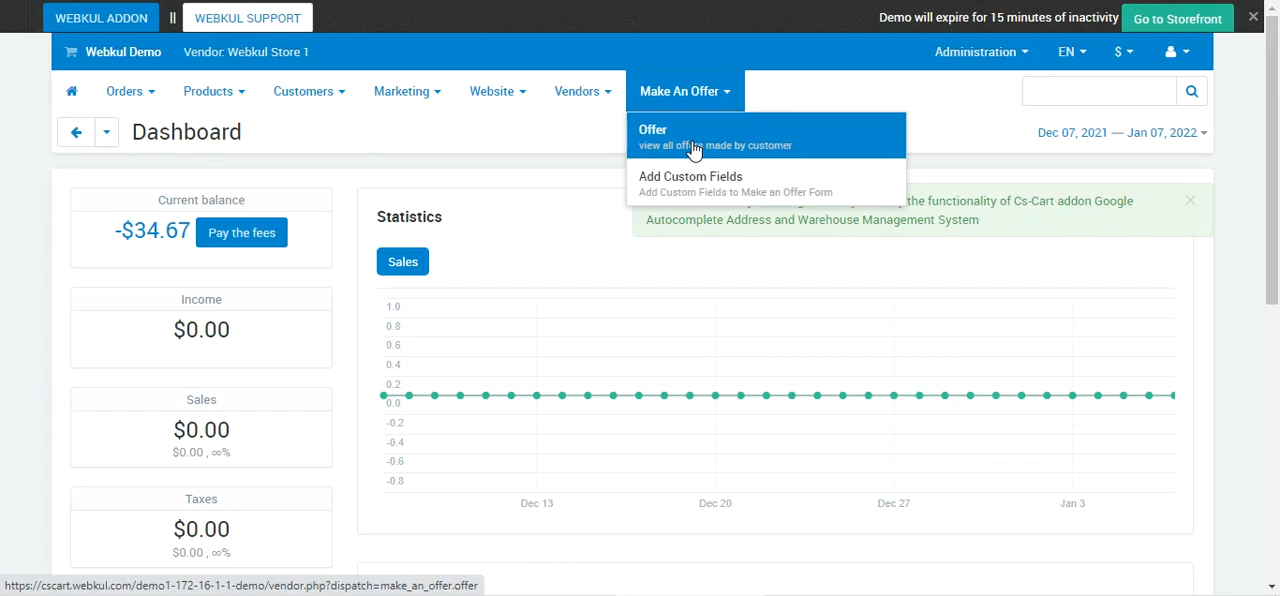 WEBKUL ADDON || WEBKUL SUPPORT Demo will expire for 15 minutes of inactivity Go to Storefront
Webkul Demo Vendor: Webkul Store 1 Administration EN $
Orders Products Customers Marketing Website Vendors Make An Offer
Dashboard
Dec 07, 2021 — Jan 07, 2022
Offer
view all made by customer
Add Custom Fields
Add Custom Fields to Make an Offer Form
the functionality of Cs-Cart addon Google
Autocomplete Address and Warehouse Management System
Current balance
-$34.67 Pay the fees
Income
$0.00
Sales
$0.00
$0.00 , ∞%
Taxes
$0.00
$0.00 , ∞%
Statistics
Sales
1.0
0.8
0.6
0.4
0.2
0.0
-0.2
-0.4
-0.6
-0.8
Dec 13 Dec 20 Dec 27 Jan 3
https://cscart.webkul.com/demo1-172-16-1-1-demo/vendor.php?dispatch=make_an_offer.offer